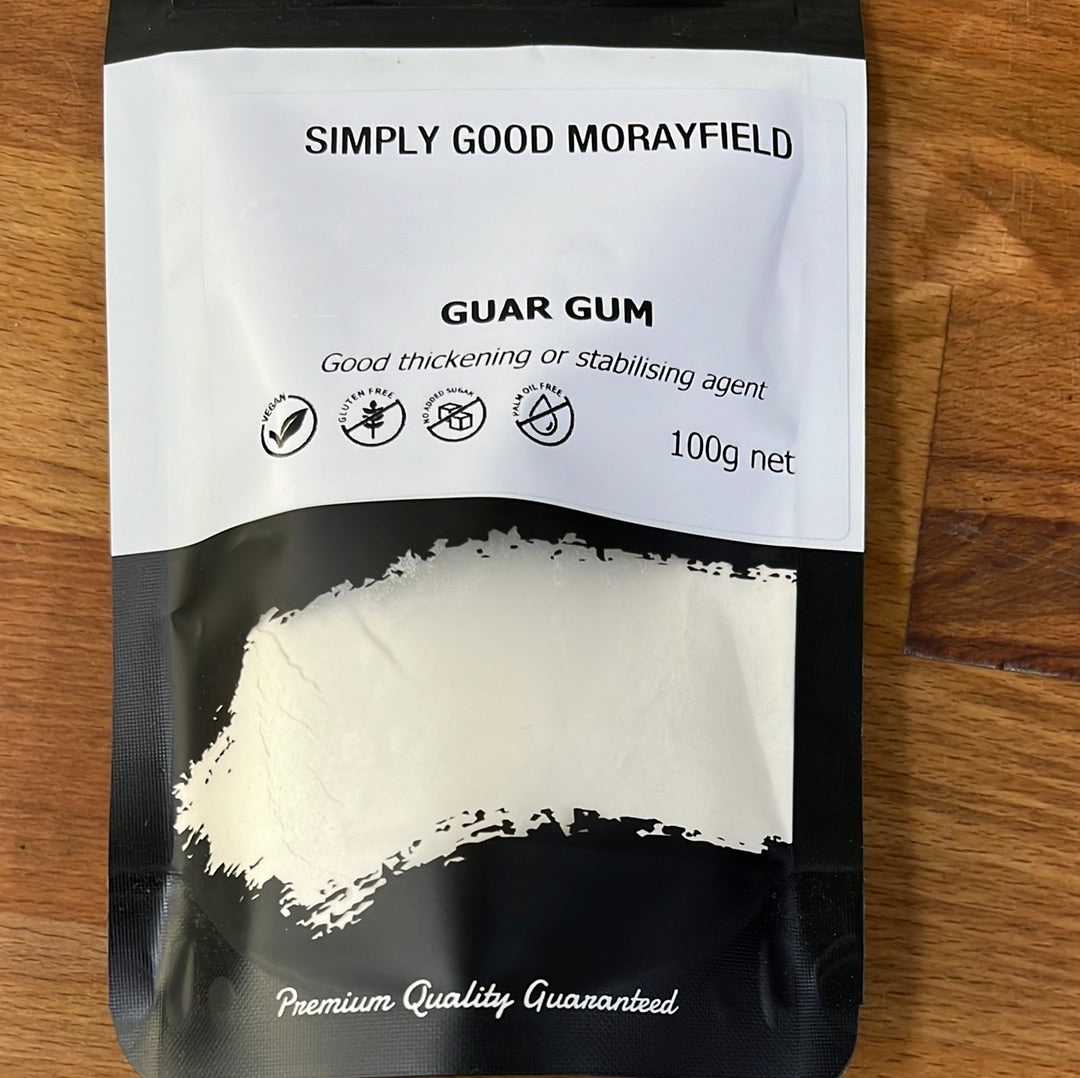 SIMPLY GOOD MORAYFIELD
GUAR GUM
Good thickening or stabilising agent
VEGAN
GLUTEN FREE
NO ADDED SUGAR
PALM OIL FREE
100g net
Premium Quality Guaranteed